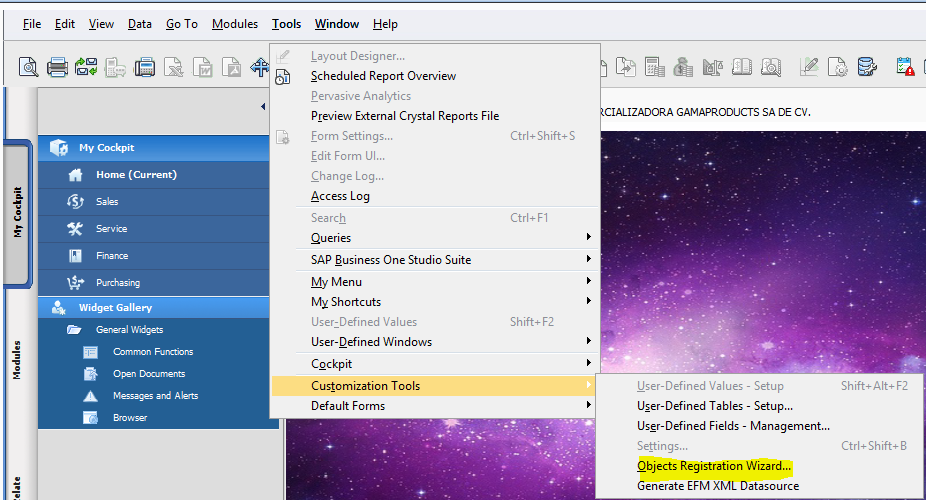 File Edit View Data Go To Modules Tools Window Help
Layout Designer...
Scheduled Report Overview
Pervasive Analytics
Preview External Crystal Reports File
Form Settings... Ctrl+Shift+S
Edit Form UI...
Change Log...
Access Log
Search Ctrl+F1
Queries
SAP Business One Studio Suite
My Menu
My Shortcuts
User-Defined Values Shift+F2
User-Defined Windows
Cockpit
Customization Tools
Default Forms
RCIALIZADORA GAMAPRODUCTS SA DE CV.
My Cockpit
Modules
My Cockpit
Home (Current)
Sales
Service
Finance
Purchasing
Widget Gallery
General Widgets
Common Functions
Open Documents
Messages and Alerts
Browser
User-Defined Values - Setup Shift+Alt+F2
User-Defined Tables - Setup...
User-Defined Fields - Management...
Settings... Ctrl+Shift+B
Objects Registration Wizard...
Generate EFM XML Datasource